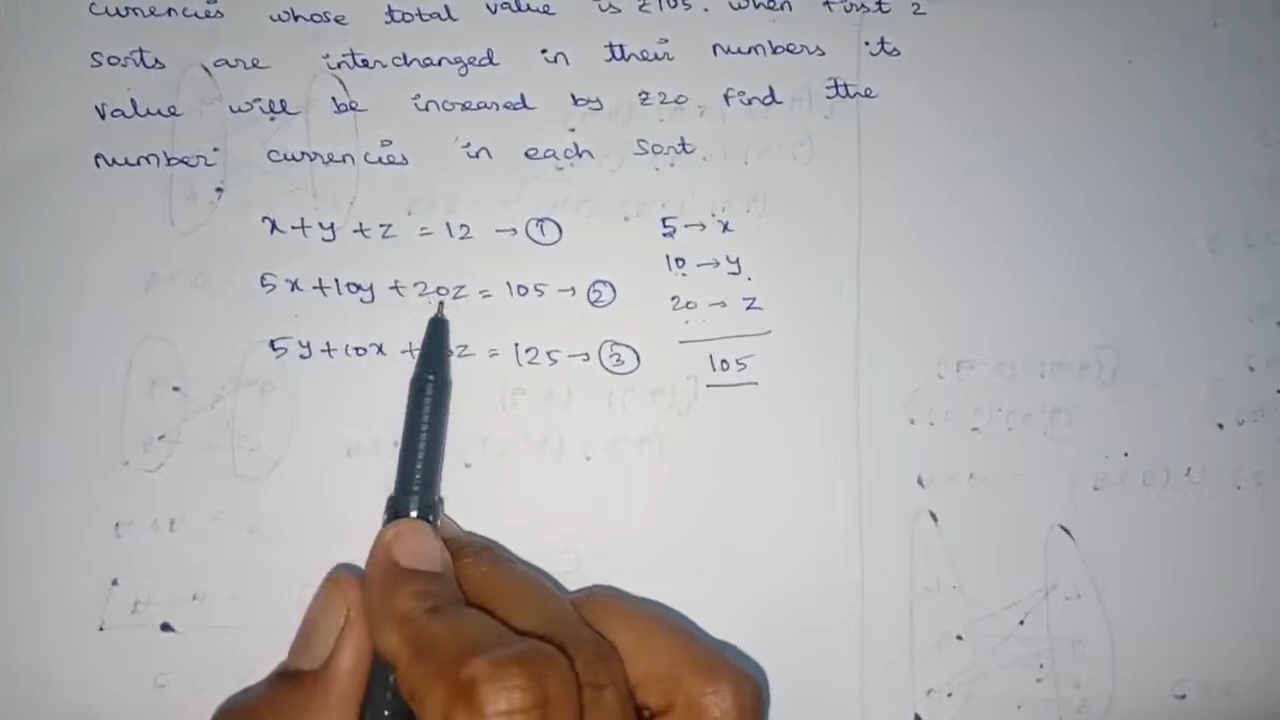 currencies whose total value is ₹105. when first 2
sorts are interchanged in their numbers its
value will be increased by ₹20. find the
number currencies in each sort.
x+y+z = 12 → ①
5x+10y+20z = 105 → ②
5y+10x + z = 125 → ③
5 → x
10 → y
20 → z
105